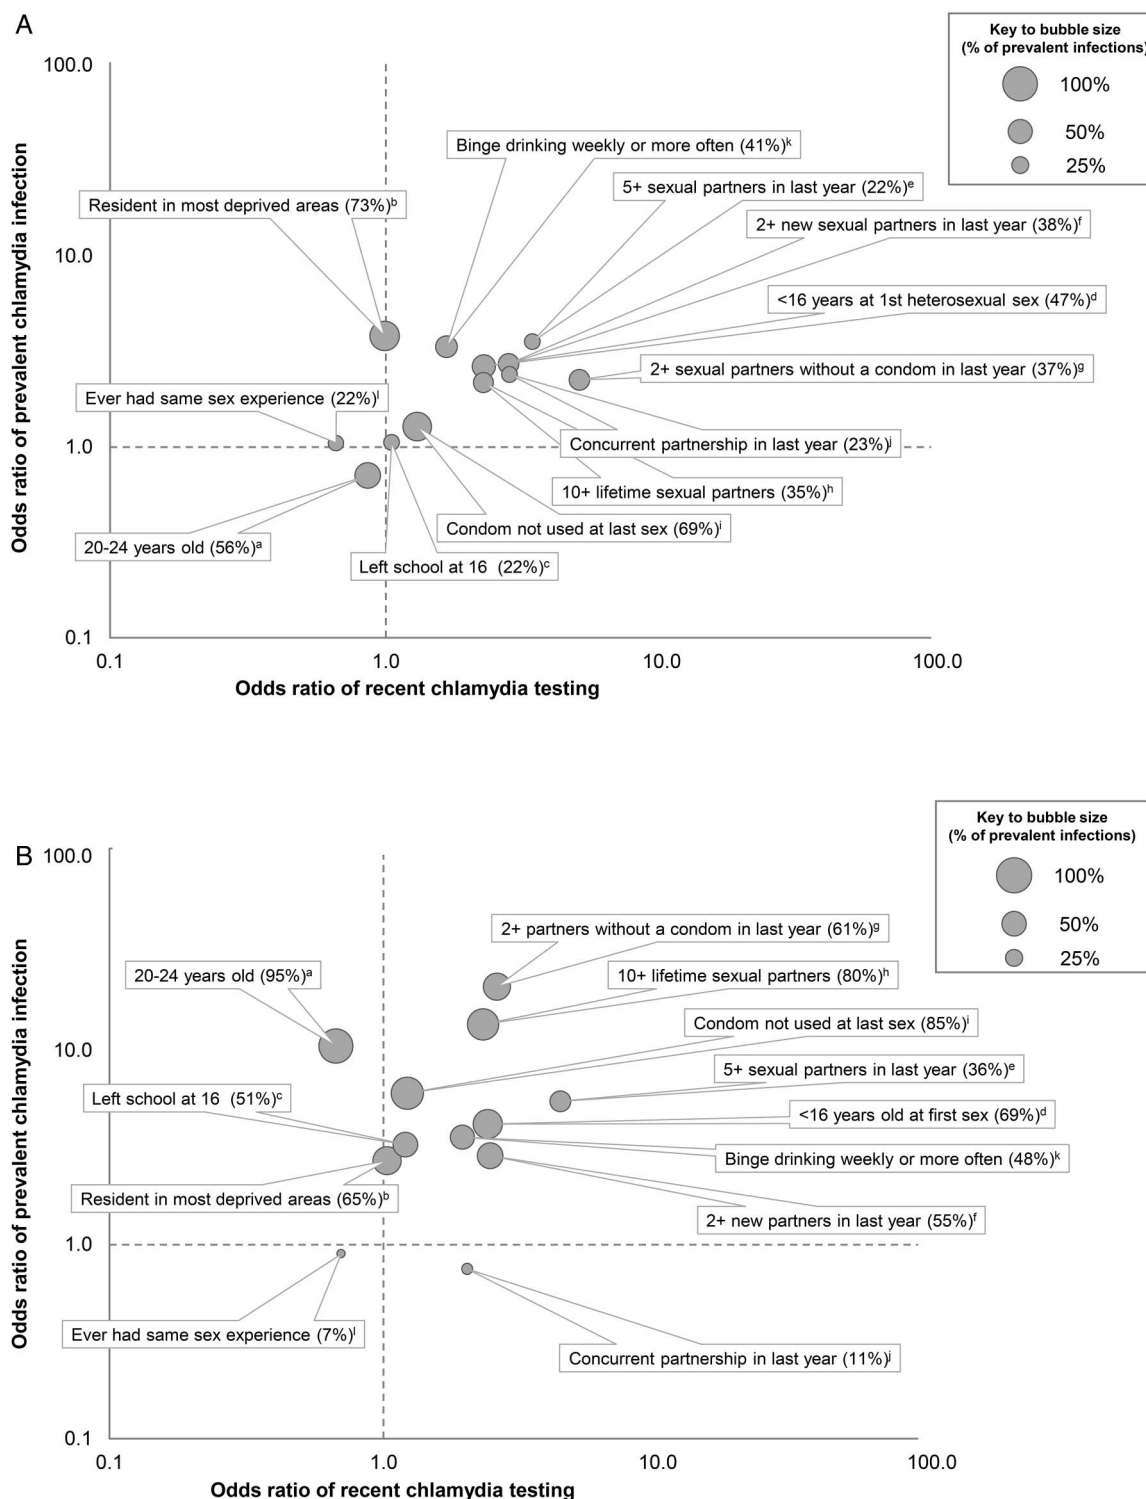 A
Key to bubble size
(% of prevalent infections)
100%
50%
25%
100.0
10.0
1.0
0.1
Odds ratio of prevalent chlamydia infection
Binge drinking weekly or more often (41%)ᵏ
5+ sexual partners in last year (22%)ᵉ
Resident in most deprived areas (73%)ᵇ
2+ new sexual partners in last year (38%)ᶠ
<16 years at 1st heterosexual sex (47%)ᵈ
2+ sexual partners without a condom in last year (37%)ᵍ
Ever had same sex experience (22%)ˡ
Concurrent partnership in last year (23%)ʲ
10+ lifetime sexual partners (35%)ʰ
Condom not used at last sex (69%)ⁱ
20-24 years old (56%)ᵃ
Left school at 16 (22%)ᶜ
0.1
1.0
10.0
100.0
Odds ratio of recent chlamydia testing
B
Key to bubble size
(% of prevalent infections)
100%
50%
25%
100.0
10.0
1.0
0.1
Odds ratio of prevalent chlamydia infection
2+ partners without a condom in last year (61%)ᵍ
20-24 years old (95%)ᵃ
10+ lifetime sexual partners (80%)ʰ
Condom not used at last sex (85%)ⁱ
5+ sexual partners in last year (36%)ᵉ
Left school at 16 (51%)ᶜ
<16 years old at first sex (69%)ᵈ
Binge drinking weekly or more often (48%)ᵏ
Resident in most deprived areas (65%)ᵇ
2+ new partners in last year (55%)ᶠ
Ever had same sex experience (7%)ˡ
Concurrent partnership in last year (11%)ʲ
0.1
1.0
10.0
100.0
Odds ratio of recent chlamydia testing